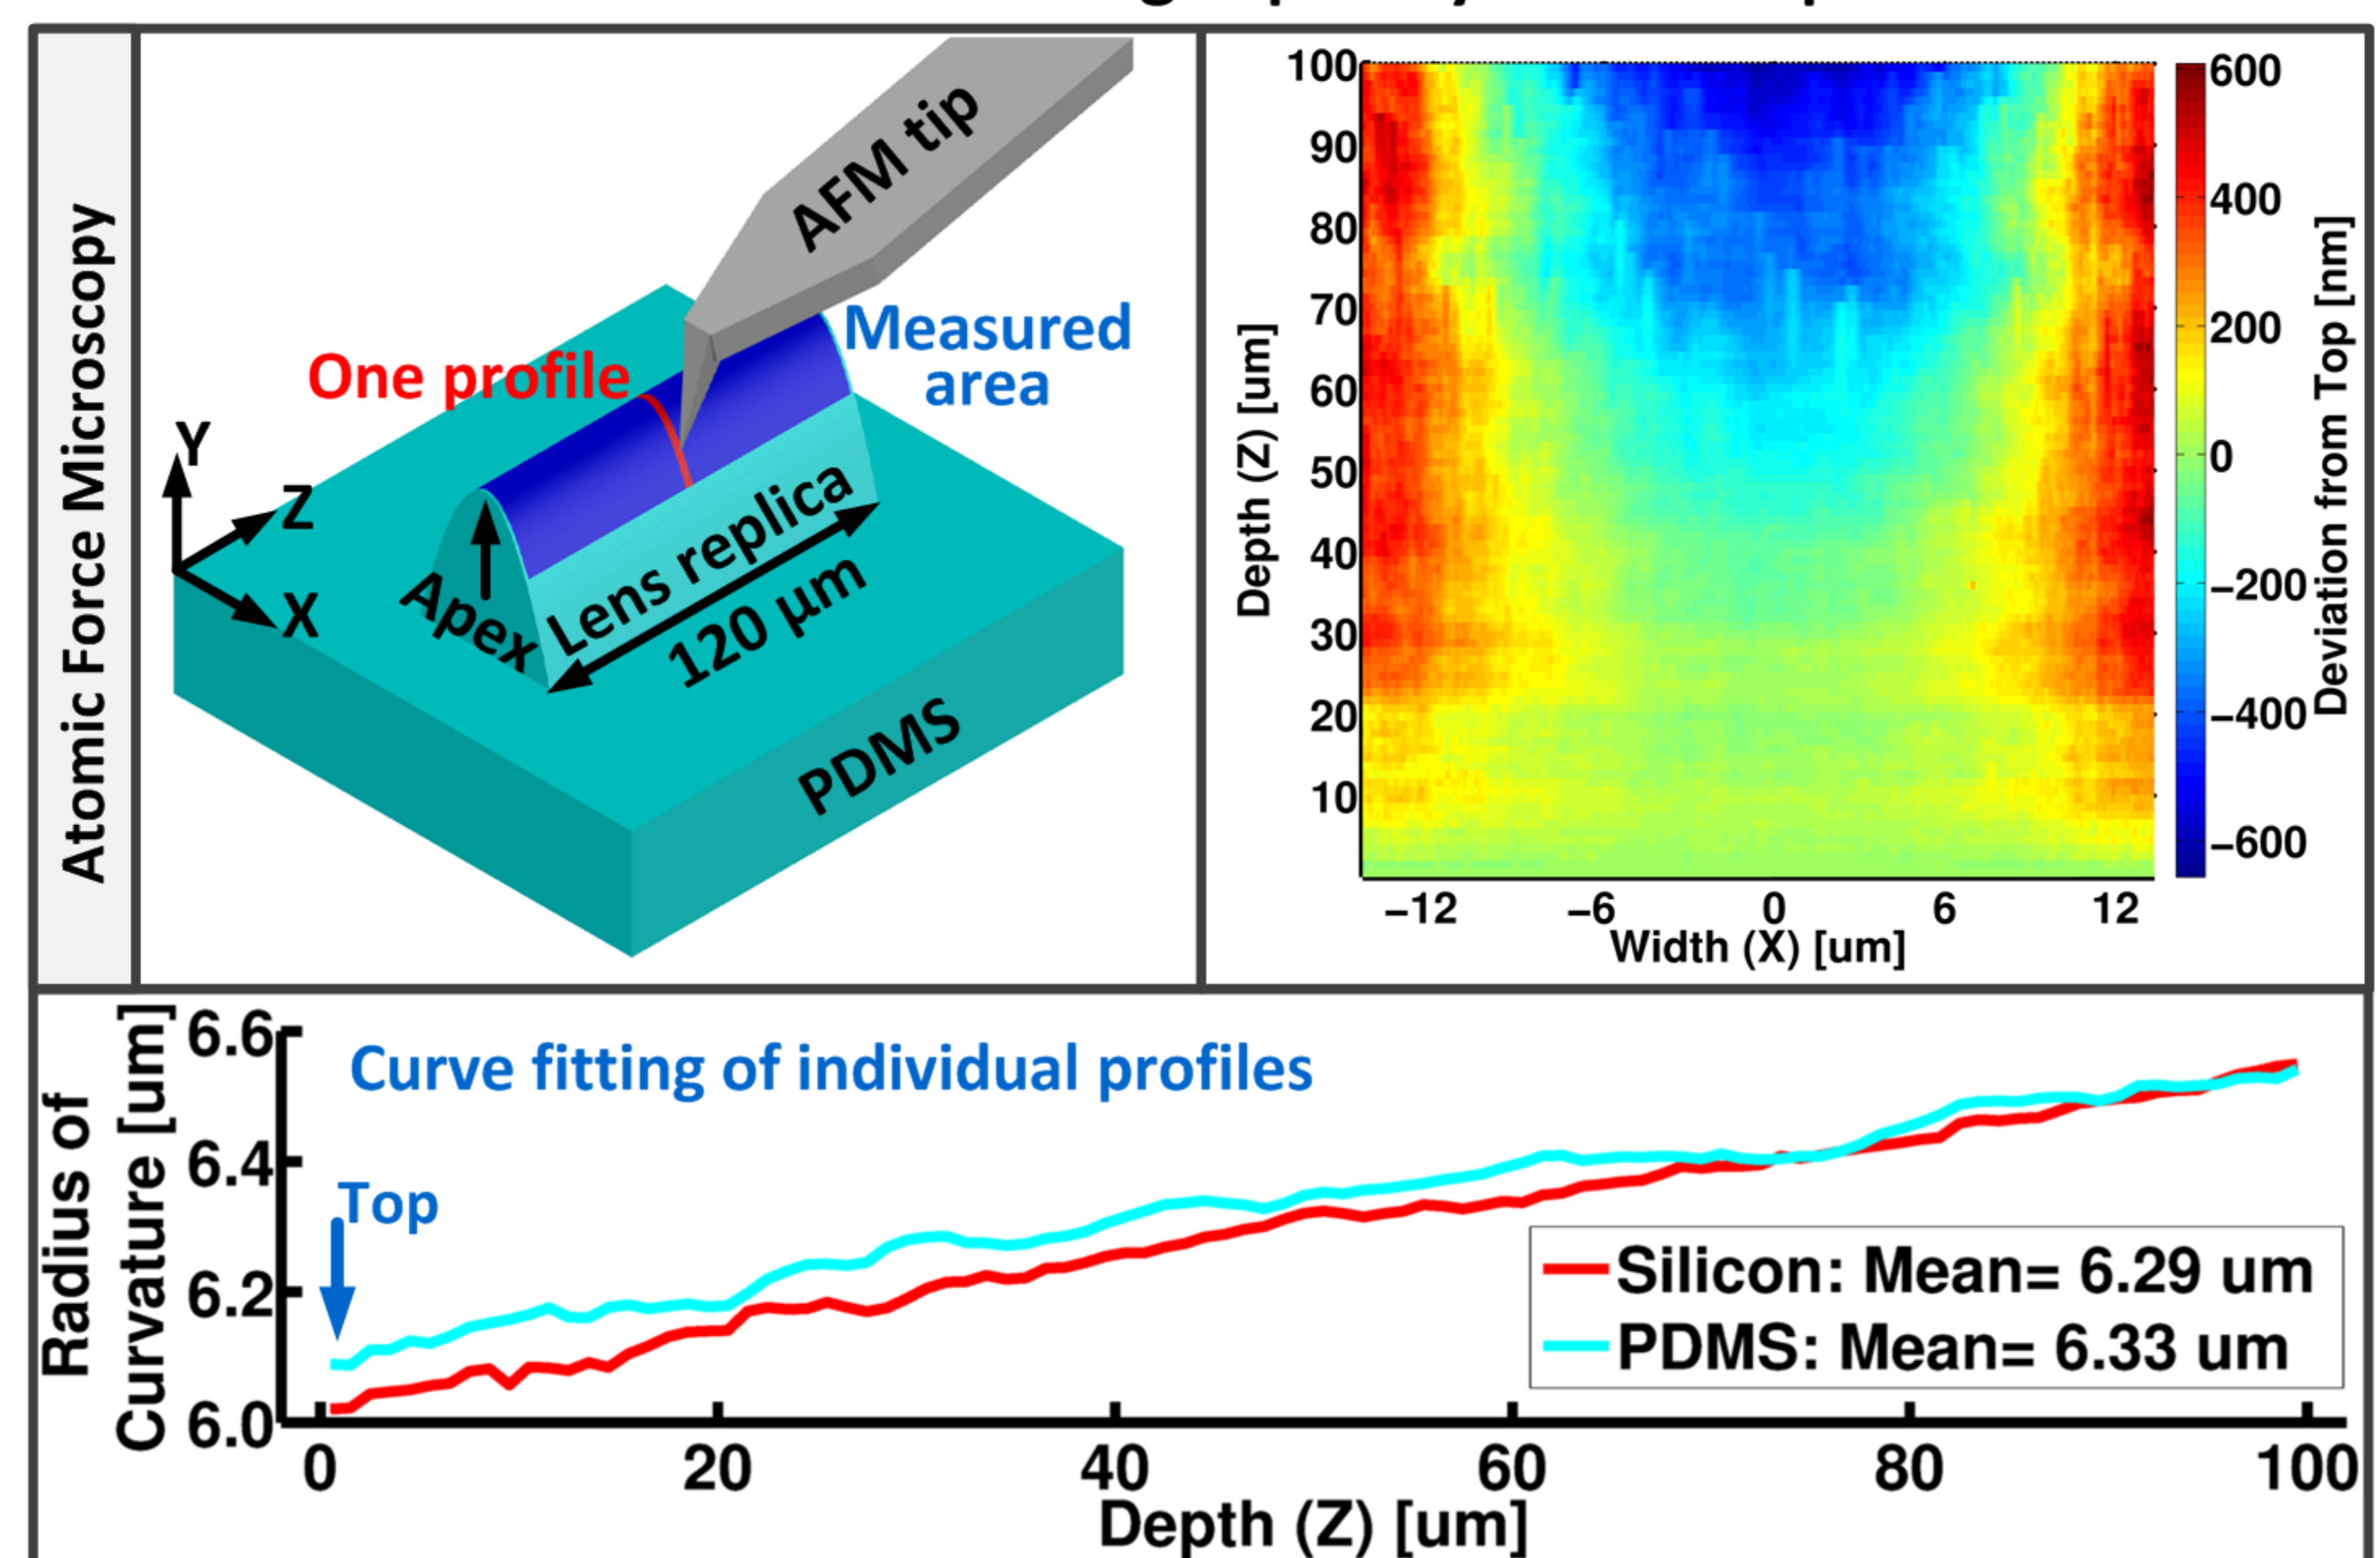 Atomic Force Microscopy
AFM tip
Measured
area
One profile
Y
Z
X
Apex
Lens replica
120 µm
PDMS
100
90
80
70
60
50
40
30
20
10
Depth (Z) [um]
−12 −6 0 6 12
Width (X) [um]
600
400
200
0
−200
−400
−600
Deviation from Top [nm]
Radius of
Curvature [um]
6.6
6.4
6.2
6.0
Curve fitting of individual profiles
Top
Silicon: Mean= 6.29 um
PDMS: Mean= 6.33 um
0 20 40 60 80 100
Depth (Z) [um]